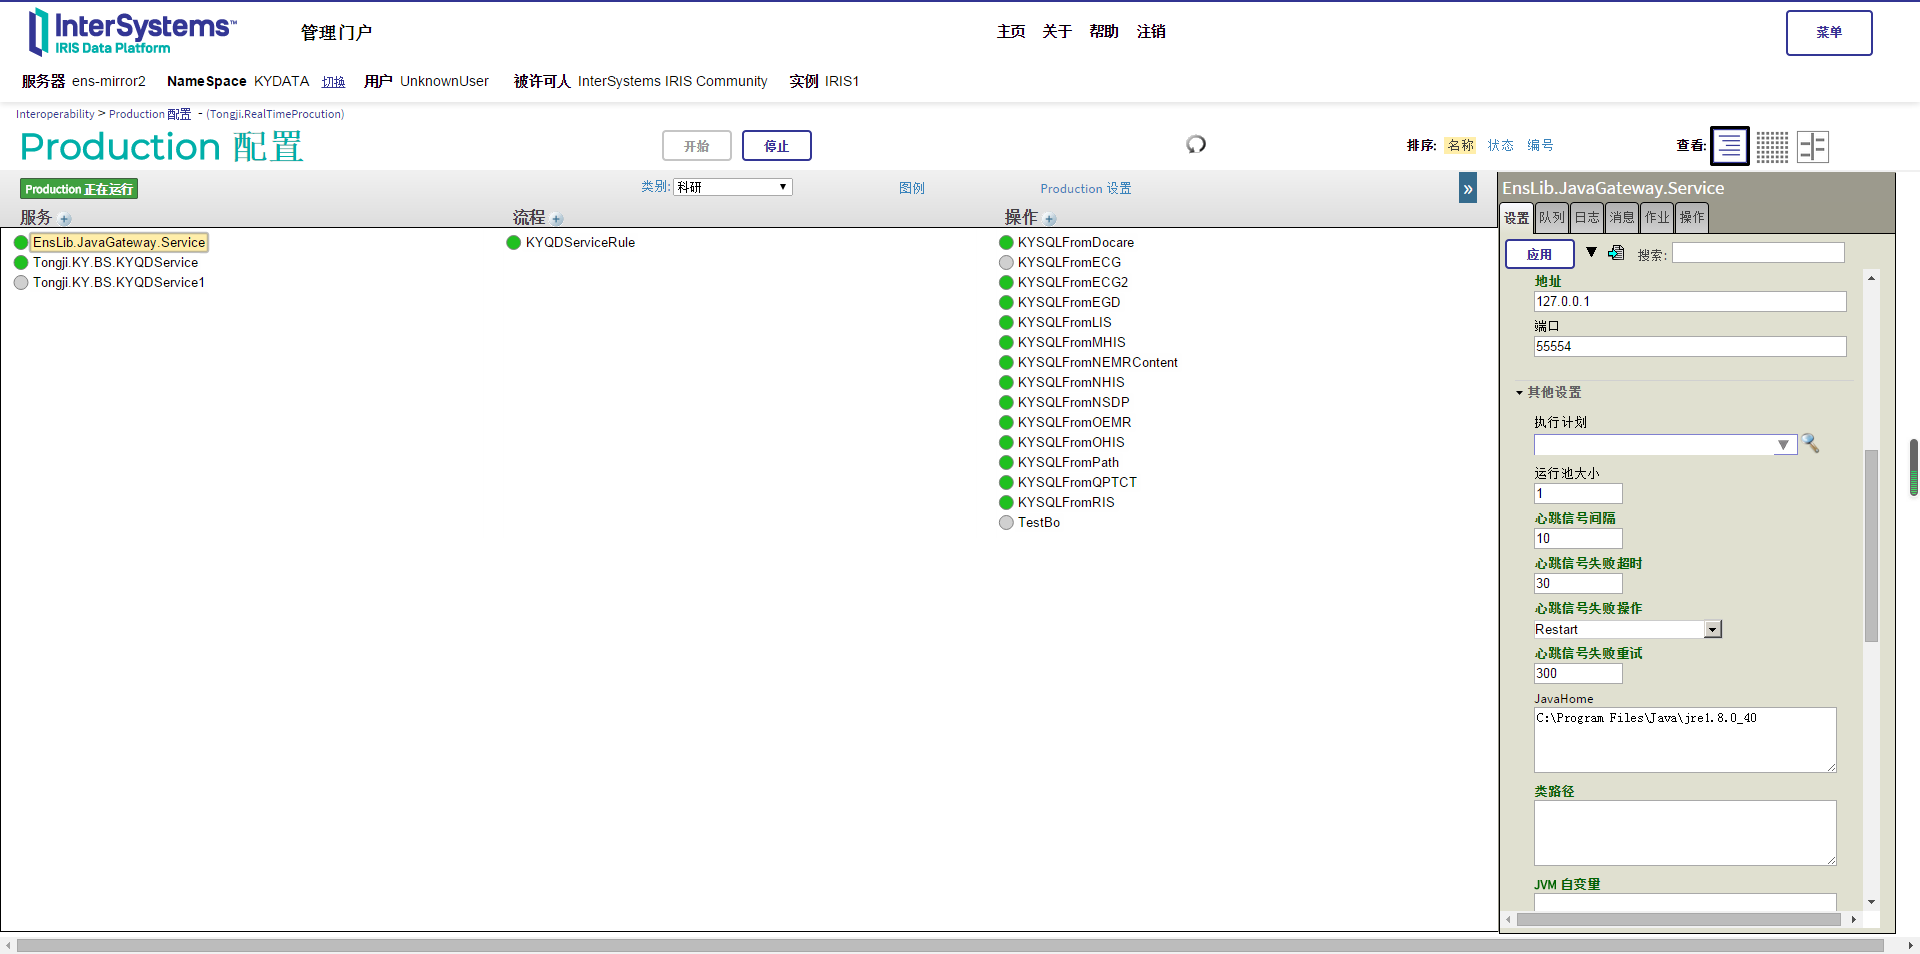 InterSystems™
IRIS Data Platform
管理门户
主页 关于 帮助 注销
菜单
服务器 ens-mirror2 NameSpace KYDATA 切换 用户 UnknownUser 被许可人 InterSystems IRIS Community 实例 IRIS1
Interoperability > Production 配置 - (Tongji.RealTimeProcution)
Production 配置
开始
停止
排序: 名称 状态 编号
查看:
Production 正在运行
类别: 科研
图例
Production 设置
»
服务
流程
操作
EnsLib.JavaGateway.Service
Tongji.KY.BS.KYQDService
Tongji.KY.BS.KYQDService1
KYQDServiceRule
KYSQLFromDocare
KYSQLFromECG
KYSQLFromECG2
KYSQLFromEGD
KYSQLFromLIS
KYSQLFromMHIS
KYSQLFromNEMRContent
KYSQLFromNHIS
KYSQLFromNSDP
KYSQLFromOEMR
KYSQLFromOHIS
KYSQLFromPath
KYSQLFromQPTCT
KYSQLFromRIS
TestBo
EnsLib.JavaGateway.Service
设置 队列 日志 消息 作业 操作
应用
搜索:
地址
127.0.0.1
端口
55554
其他设置
执行计划
运行池大小
1
心跳信号间隔
10
心跳信号失败超时
30
心跳信号失败操作
Restart
心跳信号失败重试
300
JavaHome
C:\Program Files\Java\jre1.8.0_40
类路径
JVM 自变量